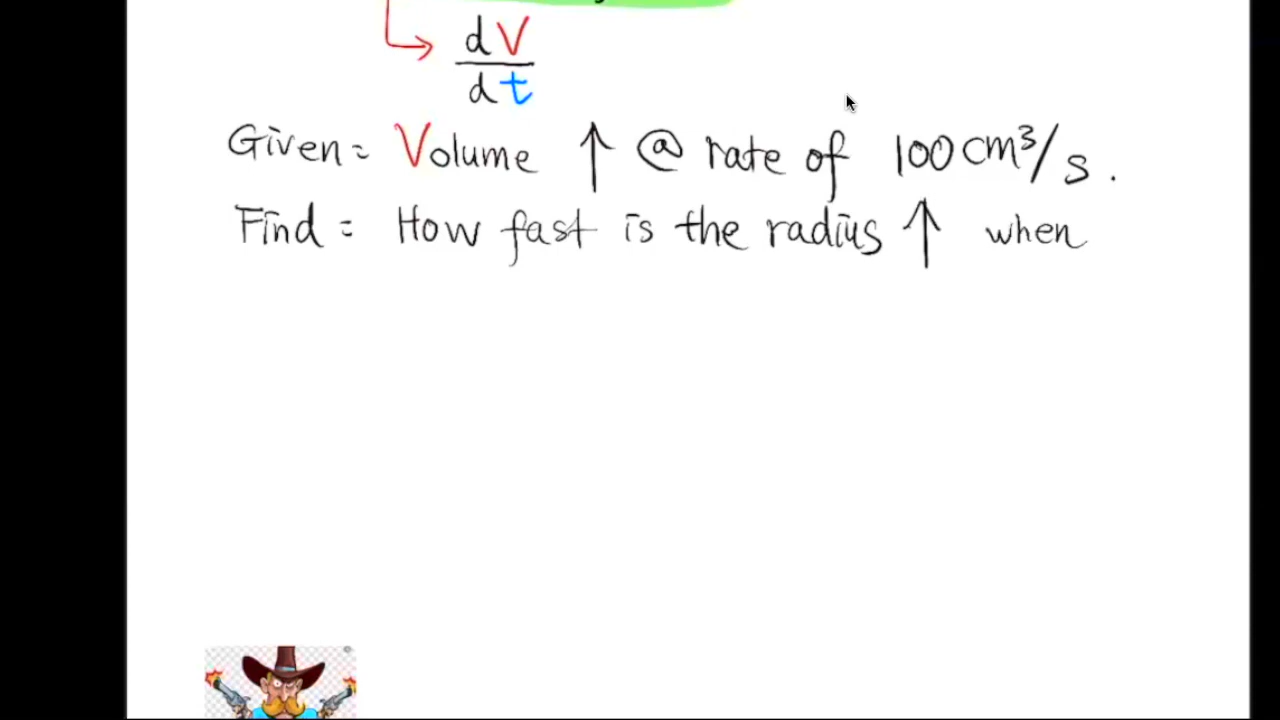 dV
dt
Given= Volume ↑ @ rate of 100 cm³/s.
Find= How fast is the radius ↑ when